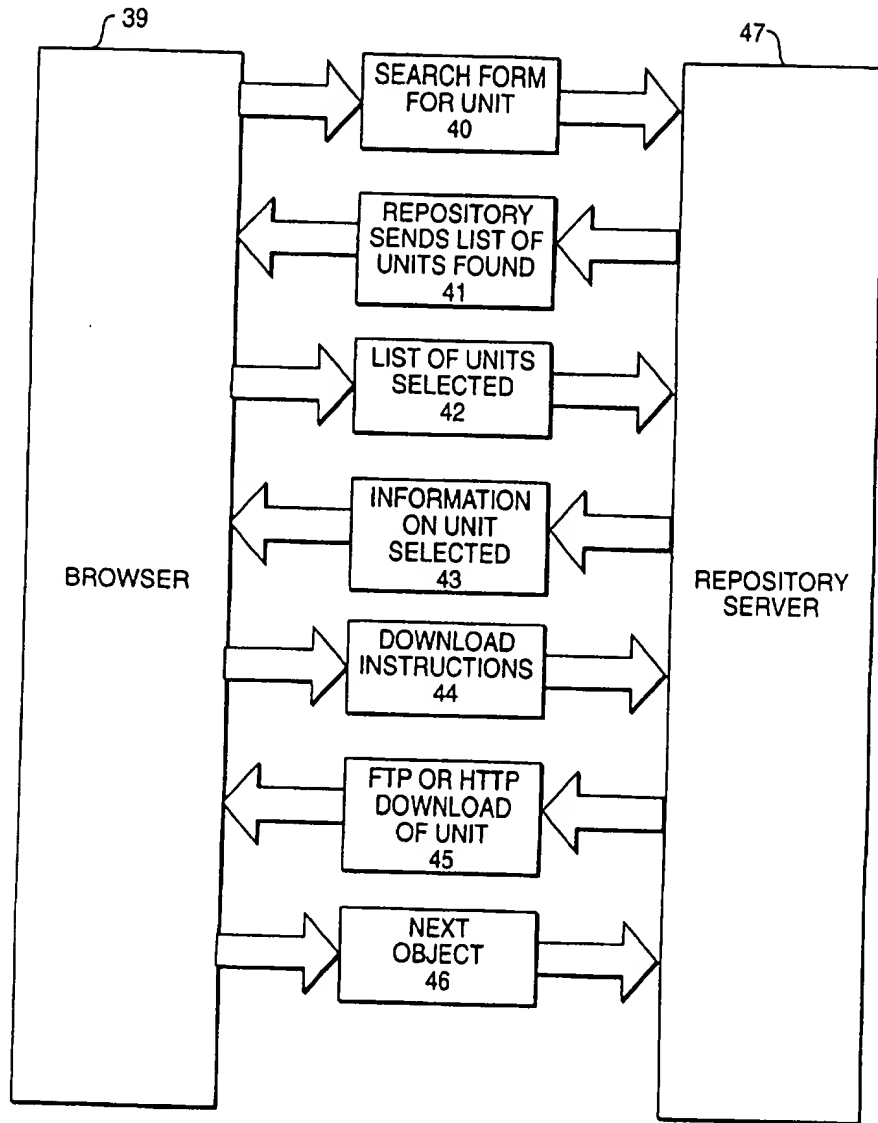 39
47
SEARCH FORM
FOR UNIT
40
REPOSITORY
SENDS LIST OF
UNITS FOUND
41
LIST OF UNITS
SELECTED
42
INFORMATION
ON UNIT
SELECTED
43
BROWSER
REPOSITORY
SERVER
DOWNLOAD
INSTRUCTIONS
44
FTP OR HTTP
DOWNLOAD
OF UNIT
45
NEXT
OBJECT
46